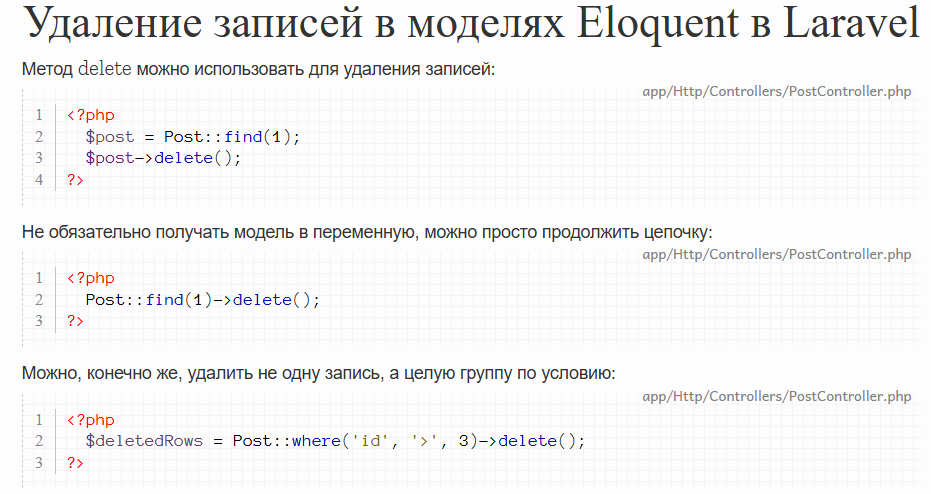 Удаление записей в моделях Eloquent в Laravel
Метод delete можно использовать для удаления записей:
app/Http/Controllers/PostController.php
1 <?php
2 $post = Post::find(1);
3 $post->delete();
4 ?>
Не обязательно получать модель в переменную, можно просто продолжить цепочку:
app/Http/Controllers/PostController.php
1 <?php
2 Post::find(1)->delete();
3 ?>
Можно, конечно же, удалить не одну запись, а целую группу по условию:
app/Http/Controllers/PostController.php
1 <?php
2 $deletedRows = Post::where('id', '>', 3)->delete();
3 ?>